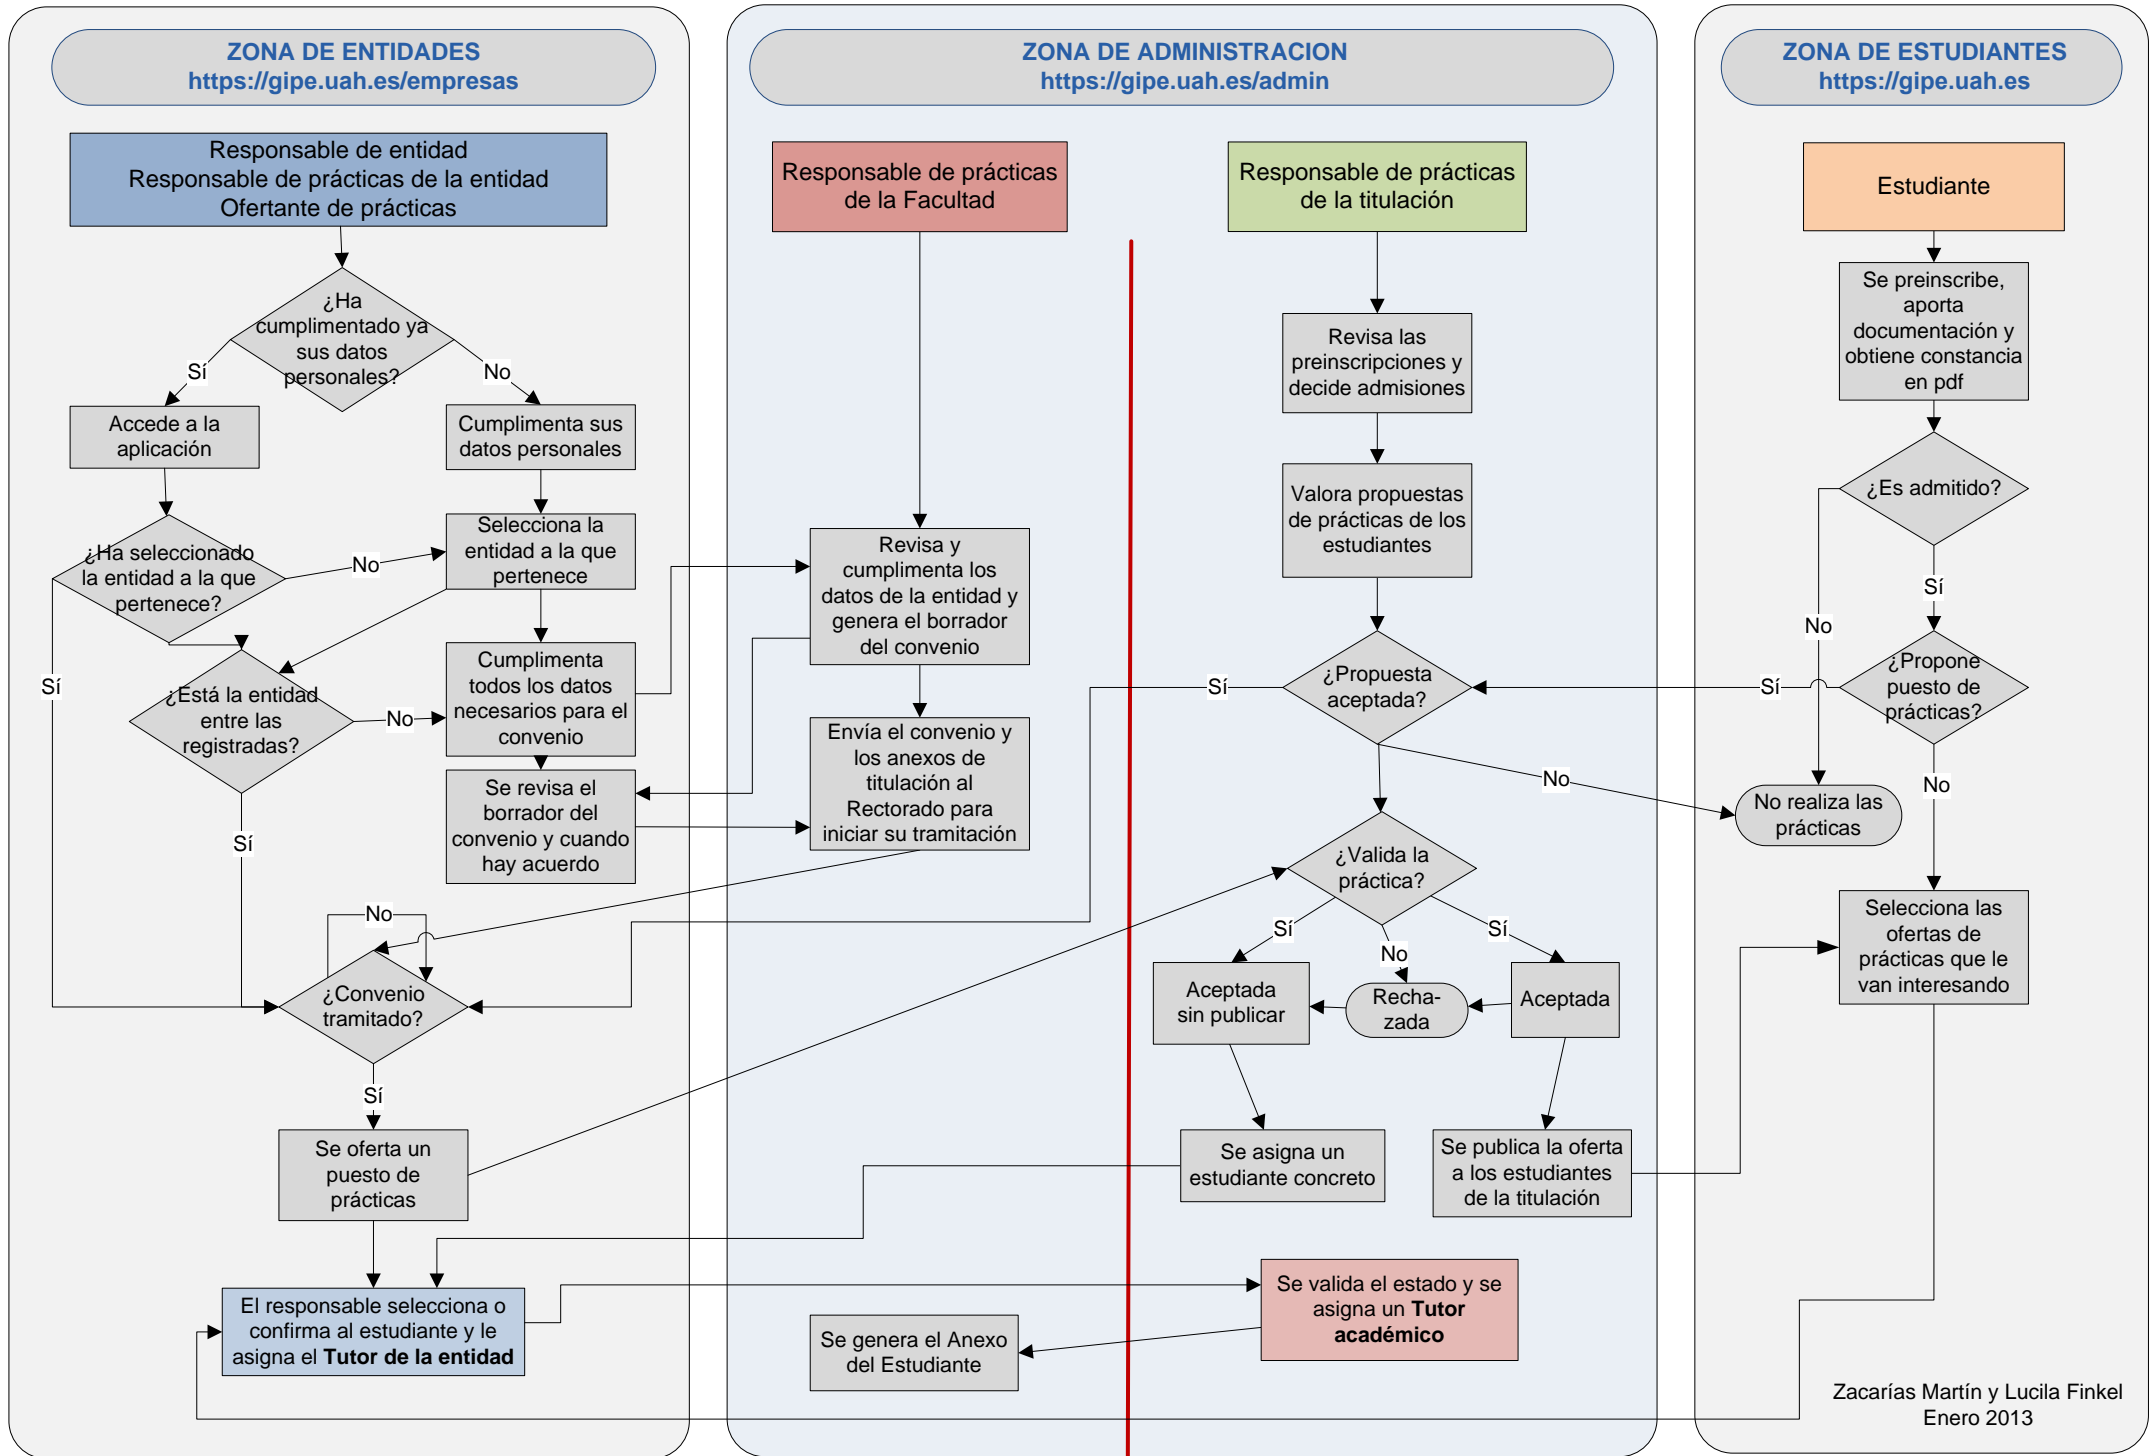 ZONA DE ENTIDADES
https://gipe.uah.es/empresas
Responsable de entidad
Responsable de prácticas de la entidad
Ofertante de prácticas
¿Ha
cumplimentado ya
sus datos
personales?
Sí
No
Accede a la
aplicación
Cumplimenta sus
datos personales
¿Ha seleccionado
la entidad a la que
pertenece?
No
Selecciona la
entidad a la que
pertenece
Sí
¿Está la entidad
entre las
registradas?
No
Cumplimenta
todos los datos
necesarios para el
convenio
Se revisa el
borrador del
convenio y cuando
hay acuerdo
Sí
No
¿Convenio
tramitado?
Sí
Se oferta un
puesto de
prácticas
El responsable selecciona o
confirma al estudiante y le
asigna el Tutor de la entidad
ZONA DE ADMINISTRACION
https://gipe.uah.es/admin
Responsable de prácticas
de la Facultad
Revisa y
cumplimenta los
datos de la entidad y
genera el borrador
del convenio
Envía el convenio y
los anexos de
titulación al
Rectorado para
iniciar su tramitación
Responsable de prácticas
de la titulación
Revisa las
preinscripciones y
decide admisiones
Valora propuestas
de prácticas de los
estudiantes
Sí
¿Propuesta
aceptada?
No
¿Valida la
práctica?
Sí
No
Sí
Aceptada
sin publicar
Recha-
zada
Aceptada
Se asigna un
estudiante concreto
Se publica la oferta
a los estudiantes
de la titulación
Se valida el estado y se
asigna un Tutor
académico
Se genera el Anexo
del Estudiante
ZONA DE ESTUDIANTES
https://gipe.uah.es
Estudiante
Se preinscribe,
aporta
documentación y
obtiene constancia
en pdf
¿Es admitido?
No
Sí
¿Propone
puesto de
prácticas?
Sí
No
No realiza las
prácticas
Selecciona las
ofertas de
prácticas que le
van interesando
Zacarías Martín y Lucila Finkel
Enero 2013